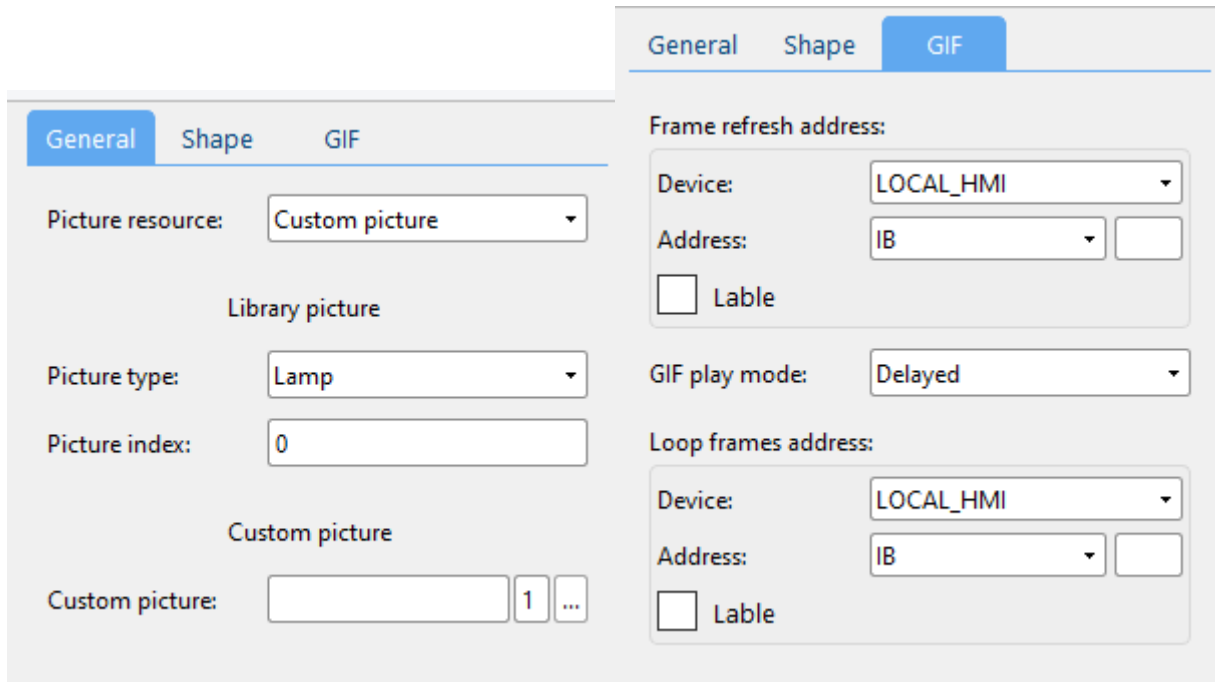 General Shape GIF
Picture resource: Custom picture
Library picture
Picture type: Lamp
Picture index: 0
Custom picture
Custom picture: 1 ...
General Shape GIF
Frame refresh address:
Device: LOCAL_HMI
Address: IB
Lable
GIF play mode: Delayed
Loop frames address:
Device: LOCAL_HMI
Address: IB
Lable